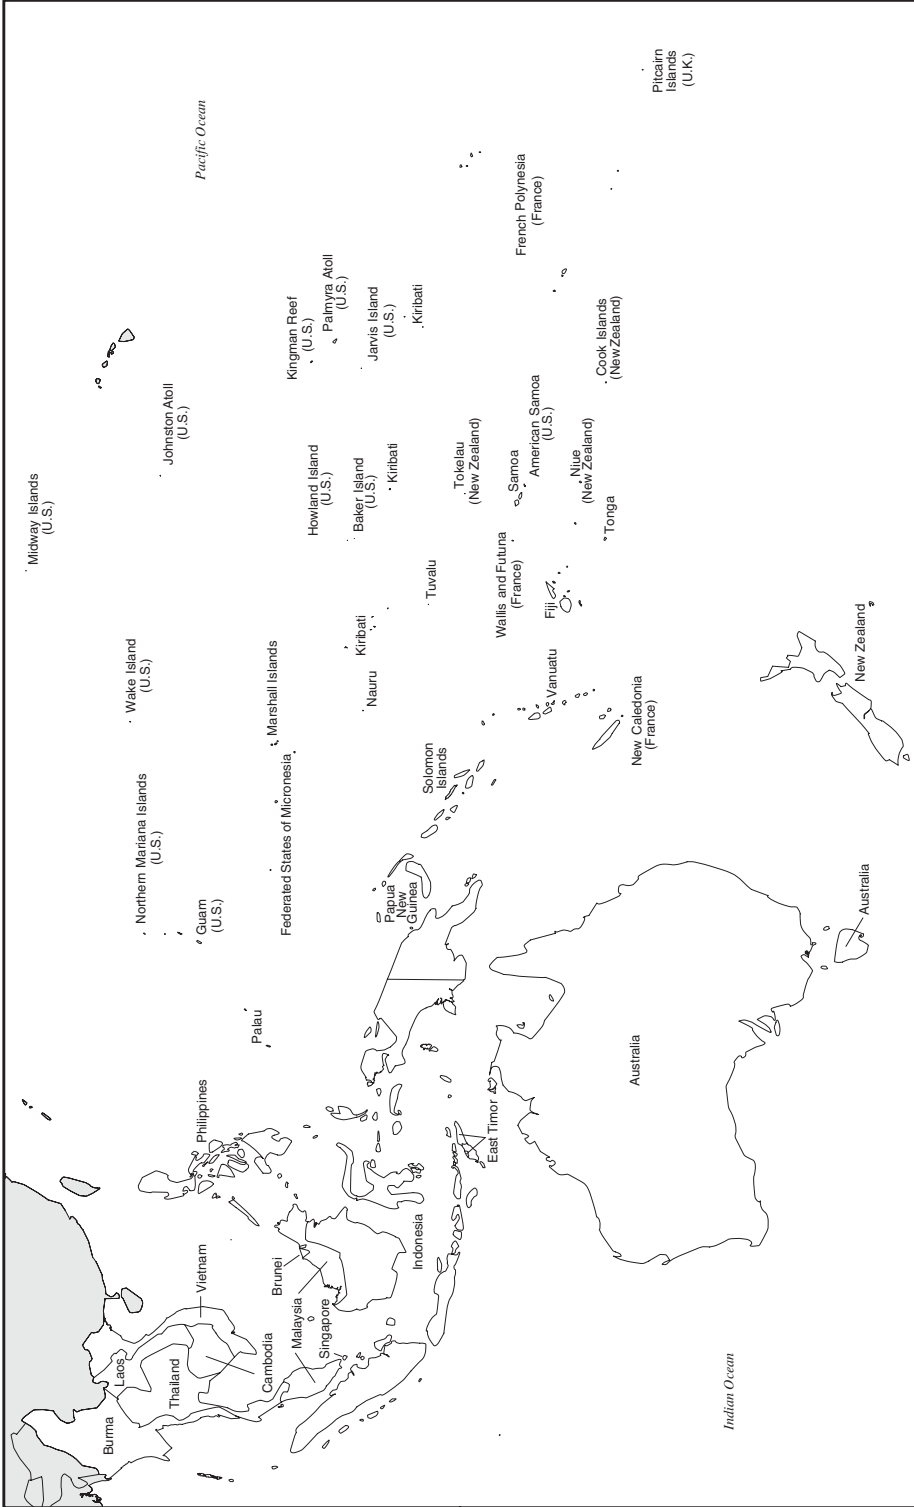 Midway Islands
(U.S.)
Burma
Laos
Wake Island
(U.S.)
Northern Mariana Islands
(U.S.)
Johnston Atoll
(U.S.)
Thailand
Vietnam
Philippines
Guam
(U.S.)
Pacific Ocean
Palau
Cambodia
Marshall Islands
Brunei
Federated States of Micronesia
Kingman Reef
(U.S.)
Malaysia
Howland Island
(U.S.)
Singapore
Palmyra Atoll
(U.S.)
Baker Island
(U.S.)
Kiribati
Nauru
Jarvis Island
(U.S.)
Papua
New
Guinea
Kiribati
Indonesia
Kiribati
Solomon
Islands
Tuvalu
Tokelau
(New Zealand)
East Timor
Wallis and Futuna
(France)
Samoa
French Polynesia
(France)
American Samoa
(U.S.)
Fiji
Vanuatu
Niue
(New Zealand)
Cook Islands
(NewZealand)
Tonga
Australia
New Caledonia
(France)
Pitcairn
Islands
(U.K.)
Indian Ocean
New Zealand
Australia